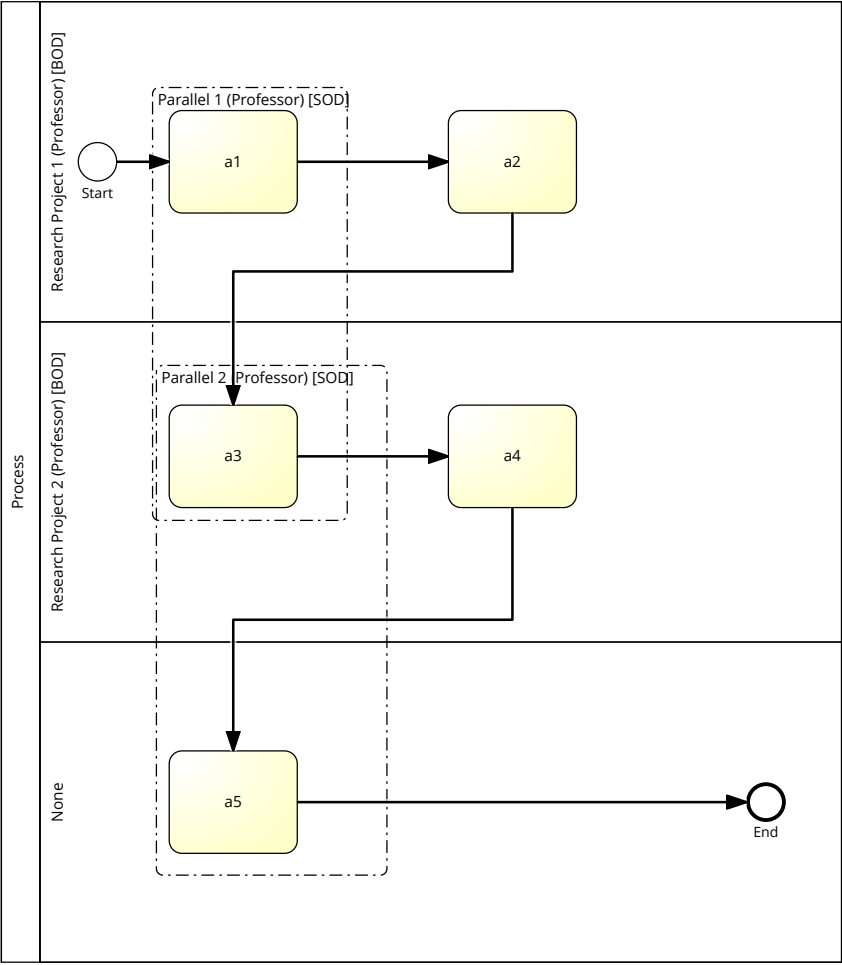 Process
Research Project 1 (Professor) [BOD]
Parallel 1 (Professor) [SOD]
Start
a1
a2
Research Project 2 (Professor) [BOD]
Parallel 2 (Professor) [SOD]
a3
a4
None
a5
End